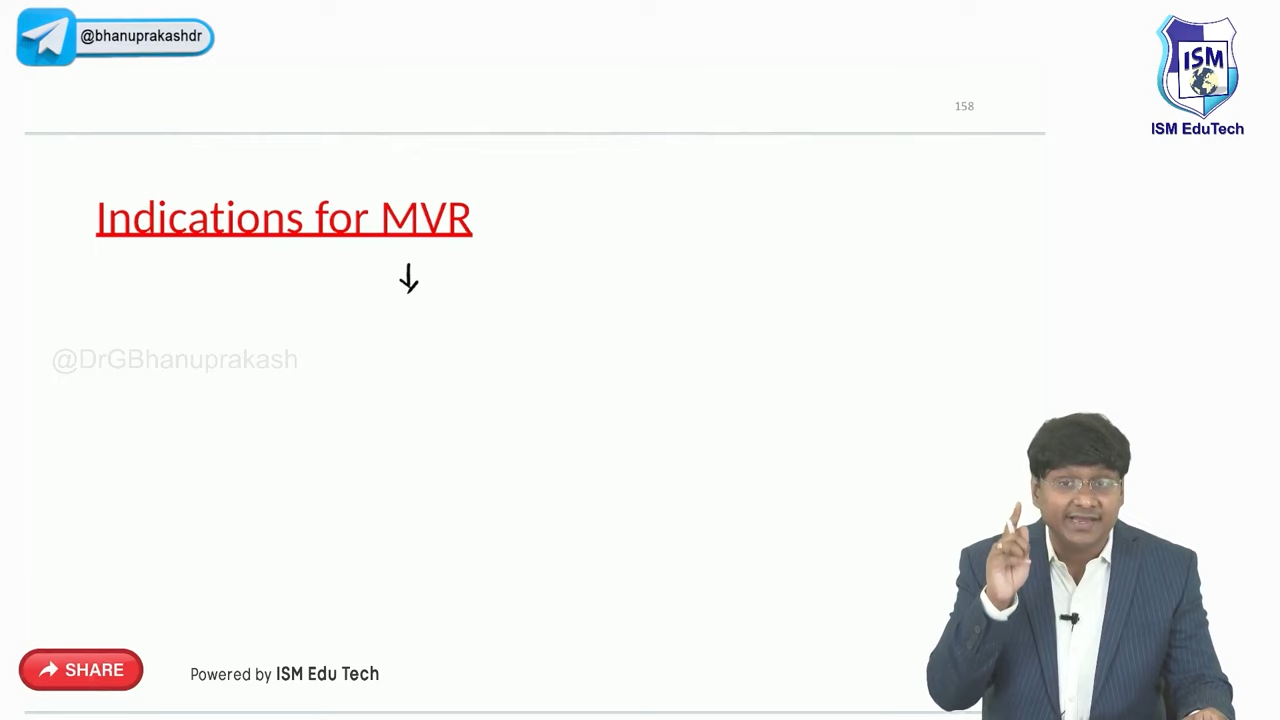 @bhanuprakashdr
ISM
ISM EduTech
158
Indications for MVR
@DrGBhanuprakash
SHARE
Powered by ISM Edu Tech